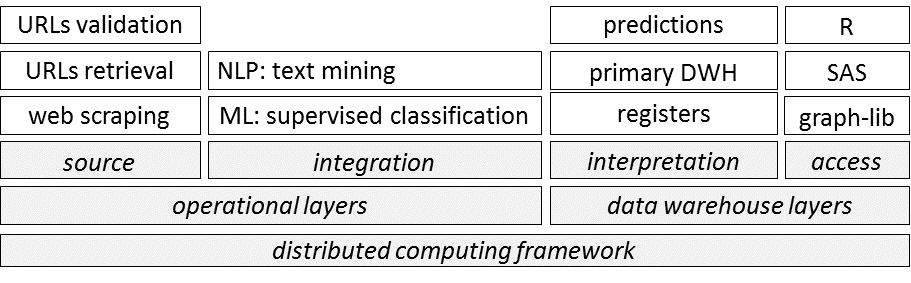 URLs validation
predictions
R
URLs retrieval
NLP: text mining
primary DWH
SAS
web scraping
ML: supervised classification
registers
graph-lib
source
integration
interpretation
access
operational layers
data warehouse layers
distributed computing framework